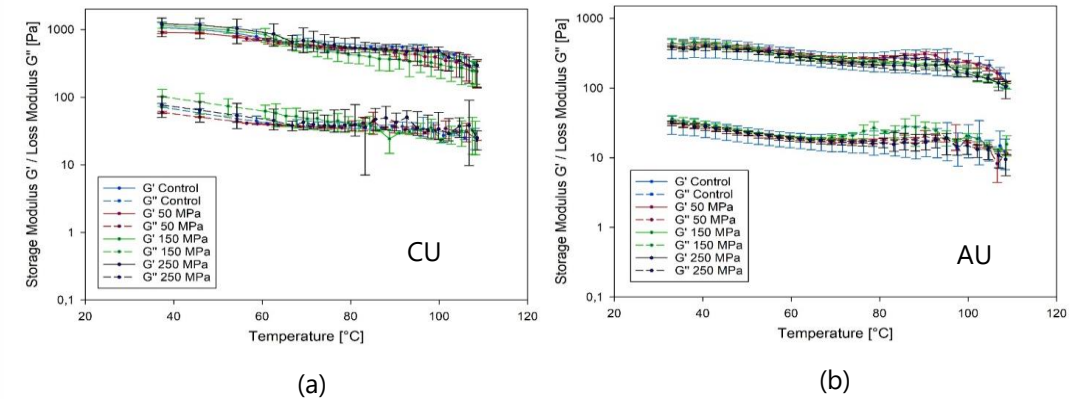 (a)
Storage Modulus G' / Loss Modulus G" [Pa]
1000
100
10
1
0,1
G' Control
G" Control
G' 50 MPa
G" 50 MPa
G' 150 MPa
G" 150 MPa
G' 250 MPa
G" 250 MPa
CU
20 40 60 80 100 120
Temperature [°C]
(a)
b)
Storage Modulus G' / Loss Modulus G" [Pa]
1000
100
10
1
0,1
G' Control
G" Control
G' 50 MPa
G" 50 MPa
G' 150 MPa
G" 150 MPa
G' 250 MPa
G" 250 MPa
AU
20 40 60 80 100 120
Temperature [°C]
(b)